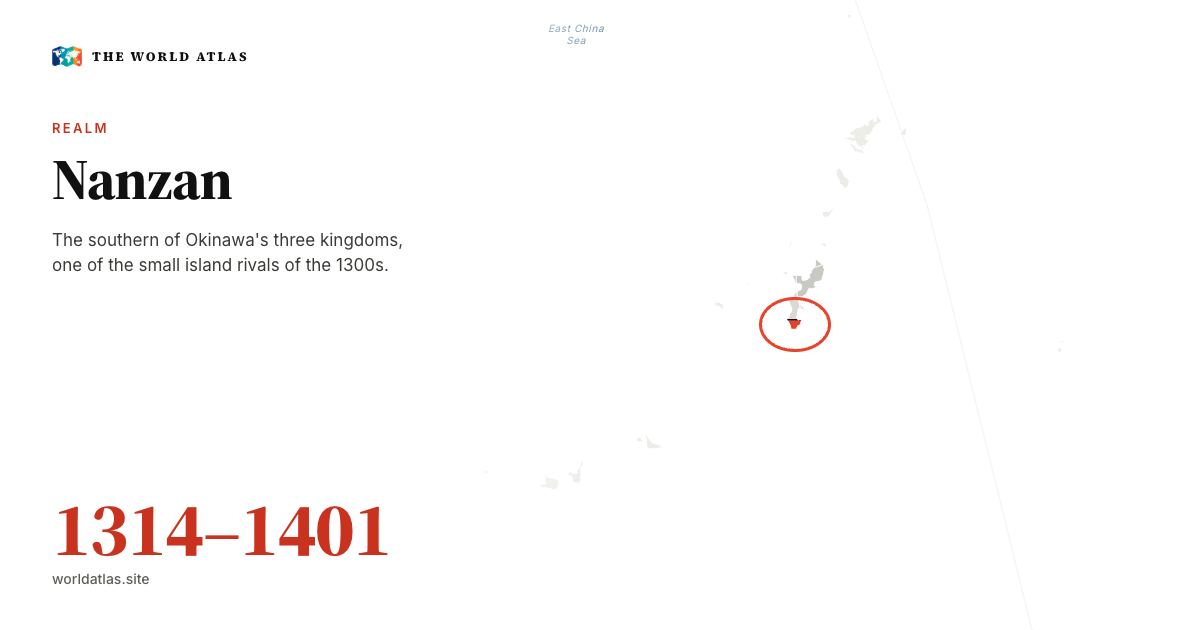 East China
Sea
THE WORLD ATLAS
REALM
Nanzan
The southern of Okinawa's three kingdoms,
one of the small island rivals of the 1300s.
1314–1401
worldatlas.site